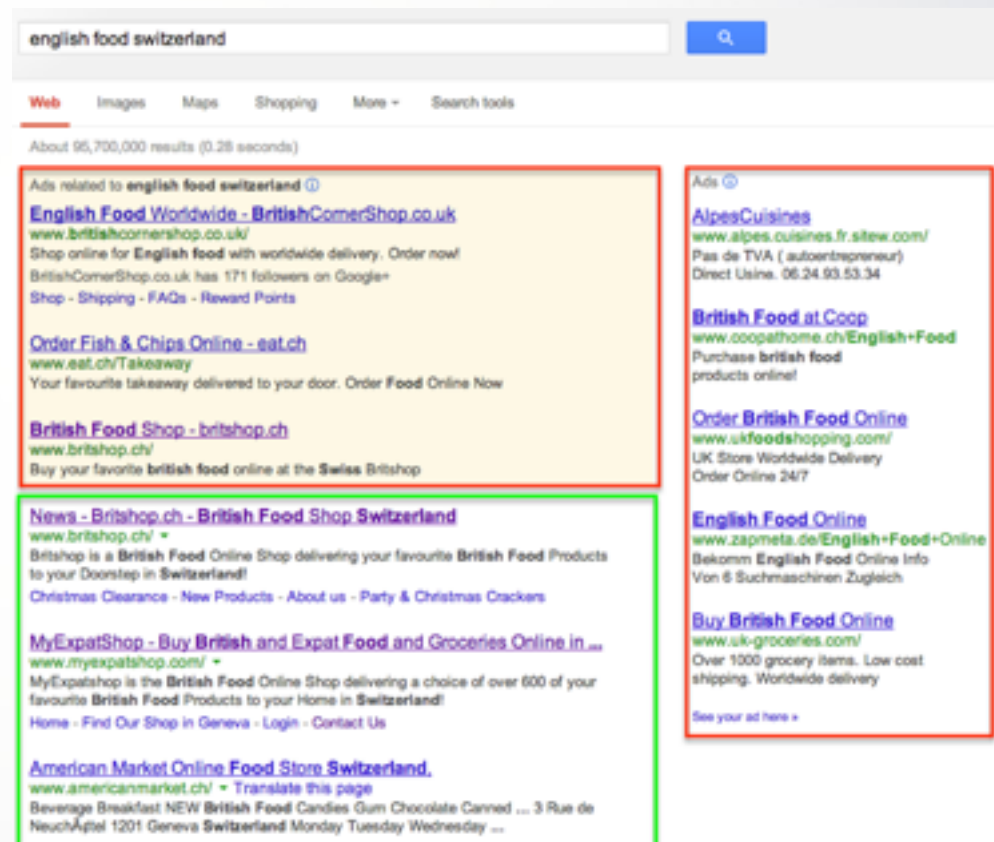 english food switzerland
Web Images Maps Shopping More Search tools
About 95,700,000 results (0.28 seconds)
Ads related to english food switzerland
English Food Worldwide - BritishCornerShop.co.uk
www.britishcornershop.co.uk/
Shop online for English food with worldwide delivery. Order now!
BritishCornerShop.co.uk has 171 followers on Google+
Shop - Shipping - FAQs - Reward Points
Order Fish & Chips Online - eat.ch
www.eat.ch/Takeaway
Your favourite takeaway delivered to your door. Order Food Online Now
British Food Shop - britshop.ch
www.britshop.ch/
Buy your favorite british food online at the Swiss Britshop
News - Britshop.ch - British Food Shop Switzerland
www.britshop.ch/
Britshop is a British Food Online Shop delivering your favourite British Food Products
to your Doorstep in Switzerland!
Christmas Clearance - New Products - About us - Party & Christmas Crackers
MyExpatShop - Buy British and Expat Food and Groceries Online in ...
www.myexpatshop.com/
MyExpatshop is the British Food Online Shop delivering a choice of over 600 of your
favourite British Food Products to your Home in Switzerland!
Home - Find Our Shop in Geneva - Login - Contact Us
American Market Online Food Store Switzerland,
www.americanmarket.ch/ Translate this page
Beverage Breakfast NEW British Food Candies Gum Chocolate Canned ... 3 Rue de
NeuchÃ¢tel 1201 Geneva Switzerland Monday Tuesday Wednesday ...
Ads
AlpesCuisines
www.alpes.cuisines.fr.sitew.com/
Pas de TVA ( autoentrepreneur)
Direct Usine. 06.24.93.53.34
British Food at Coop
www.coopathome.ch/English+Food
Purchase british food
products online!
Order British Food Online
www.ukfoodshopping.com/
UK Store Worldwide Delivery
Order Online 24/7
English Food Online
www.zapmeta.de/English+Food+Online
Bekomm English Food Online Info
Von 6 Suchmaschinen Zugleich
Buy British Food Online
www.uk-groceries.com/
Over 1000 grocery items. Low cost
shipping. Worldwide delivery
See your ad here »